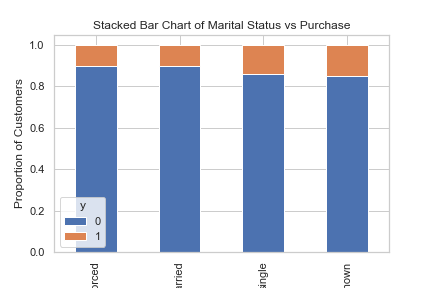 Stacked Bar Chart of Marital Status vs Purchase
1.0
0.8
0.6
0.4
0.2
0.0
Proportion of Customers
y
0
1
orced
arried
single
nown